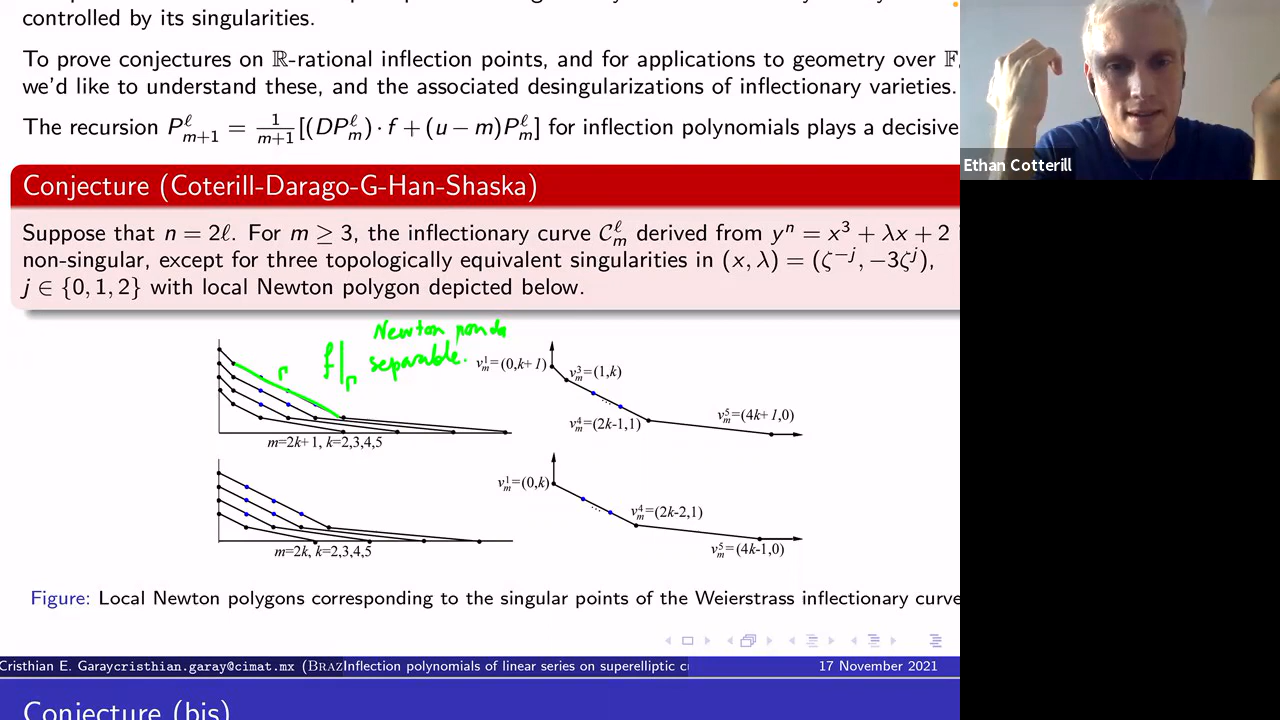 controlled by its singularities.
To prove conjectures on ℝ-rational inflection points, and for applications to geometry over 𝔽
we'd like to understand these, and the associated desingularizations of inflectionary varieties.
The recursion P^ℓ_{m+1} = 1/(m+1) [(DP^ℓ_m) · f + (u − m)P^ℓ_m] for inflection polynomials plays a decisive
Conjecture (Coterill-Darago-G-Han-Shaska)
Suppose that n = 2ℓ. For m ≥ 3, the inflectionary curve C^ℓ_m derived from y^n = x^3 + λx + 2
non-singular, except for three topologically equivalent singularities in (x, λ) = (ζ^{−j}, −3ζ^j),
j ∈ {0, 1, 2} with local Newton polygon depicted below.
Newton
f|_Γ separable.
Γ
v^1_m=(0,k+1)
v^3_m=(1,k)
v^4_m=(2k-1,1)
v^5_m=(4k+1,0)
m=2k+1, k=2,3,4,5
v^1_m=(0,k)
v^4_m=(2k-2,1)
v^5_m=(4k-1,0)
m=2k, k=2,3,4,5
Figure: Local Newton polygons corresponding to the singular points of the Weierstrass inflectionary curve
Cristhian E. Garaycristhian.garay@cimat.mx (BRAZ Inflection polynomials of linear series on superelliptic c 17 November 2021
Conjecture (bis)
Ethan Cotterill